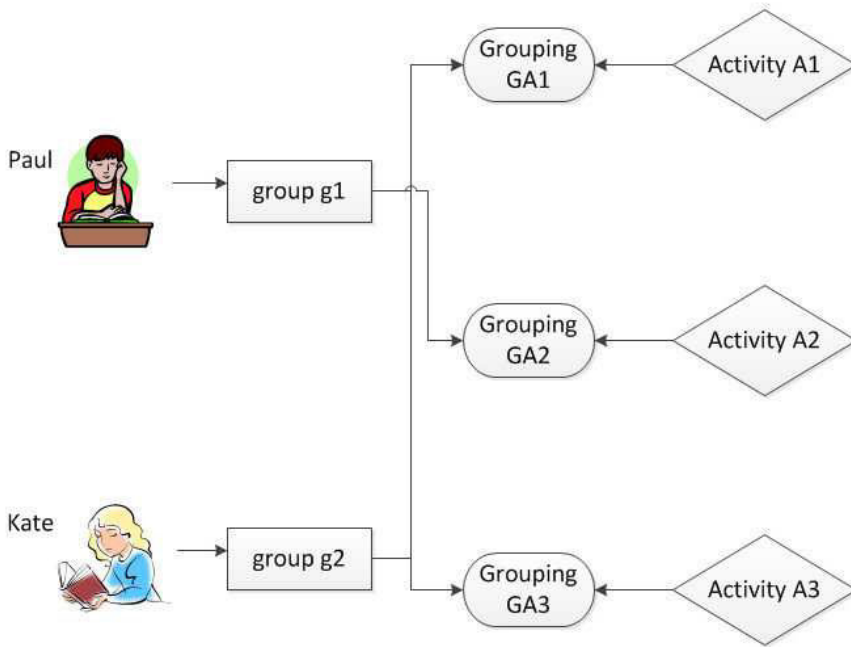 Grouping
GA1
Activity A1
Paul
group g1
Grouping
GA2
Activity A2
Kate
group g2
Grouping
GA3
Activity A3